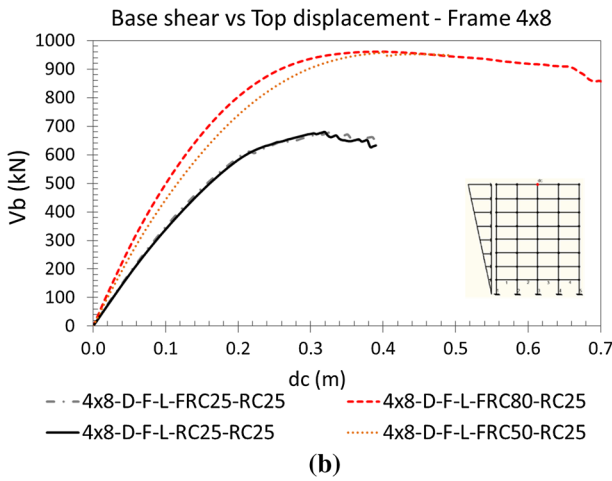 Base shear vs Top displacement - Frame 4x8
1000
900
800
700
600
500
400
300
200
100
0
Vb (kN)
0.0 0.1 0.2 0.3 0.4 0.5 0.6 0.7
dc (m)
4x8-D-F-L-FRC25-RC25 4x8-D-F-L-FRC80-RC25
4x8-D-F-L-RC25-RC25 4x8-D-F-L-FRC50-RC25
(b)